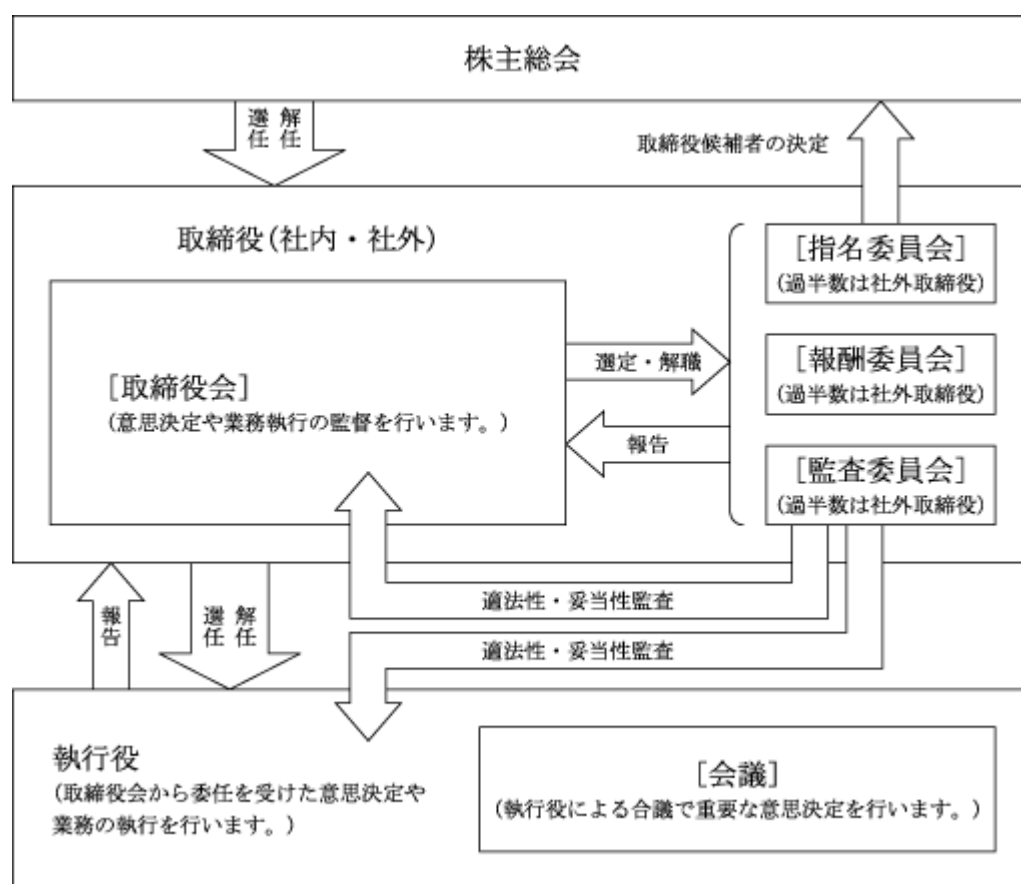 株主総会
選任
解任
取締役候補者の決定
取締役(社内・社外)
[指名委員会]
(過半数は社外取締役)
[取締役会]
(意思決定や業務執行の監督を行います。)
選定・解職
報告
[報酬委員会]
(過半数は社外取締役)
[監査委員会]
(過半数は社外取締役)
適法性・妥当性監査
適法性・妥当性監査
報告
選任
解任
執行役
(取締役会から委任を受けた意思決定や
業務の執行を行います。)
[会議]
(執行役による合議で重要な意思決定を行います。)